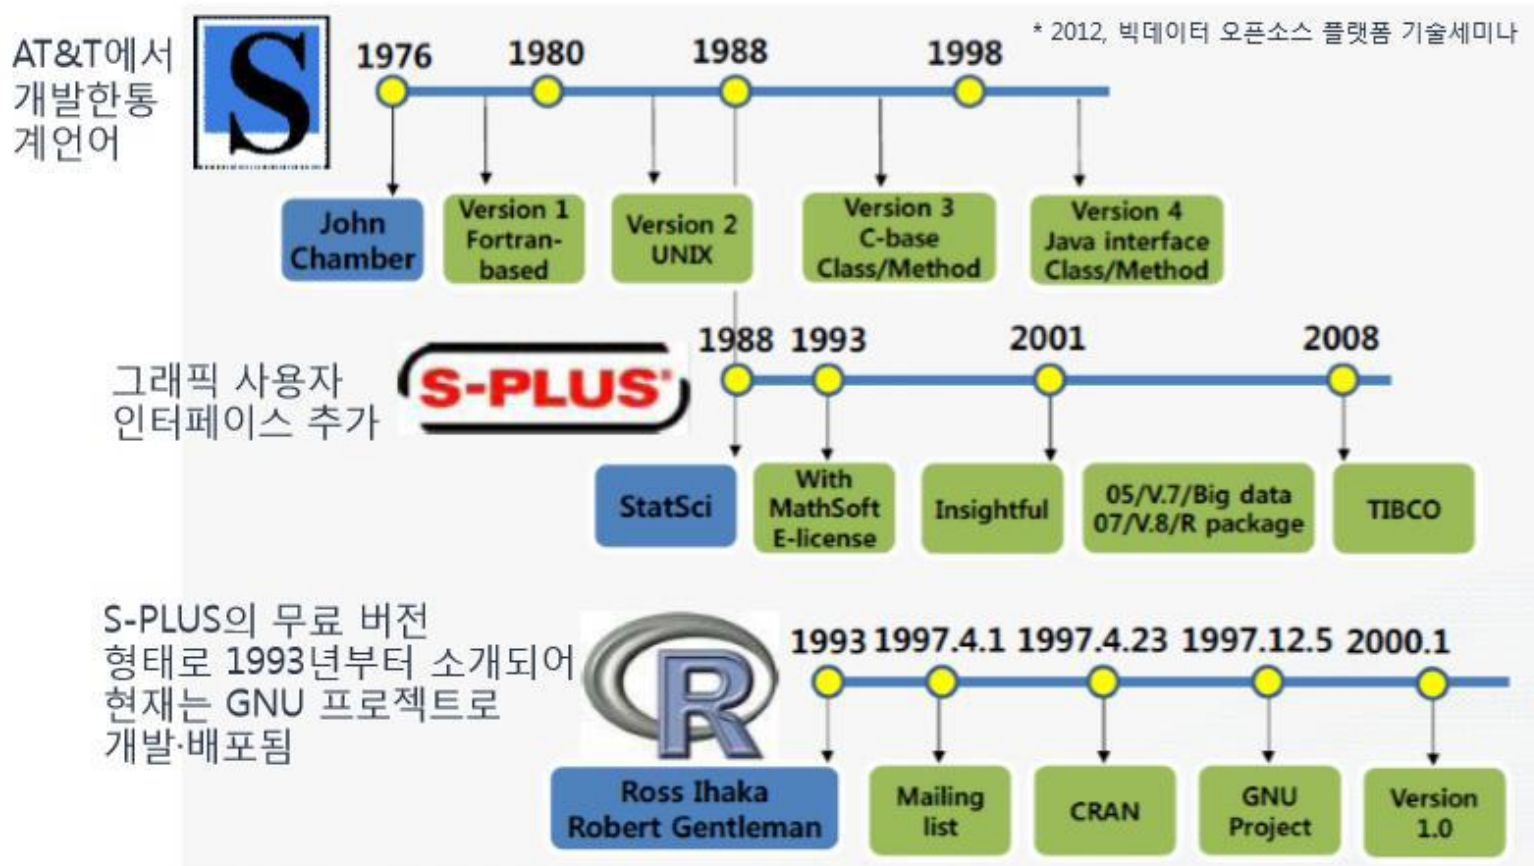 * 2012, 빅데이터 오픈소스 플랫폼 기술세미나
AT&T에서
개발한통
계언어
S
1976
1980
1988
1998
John
Chamber
Version 1
Fortran-
based
Version 2
UNIX
Version 3
C-base
Class/Method
Version 4
Java interface
Class/Method
그래픽 사용자
인터페이스 추가
S-PLUS®
1988
1993
2001
2008
StatSci
With
MathSoft
E-license
Insightful
05/V.7/Big data
07/V.8/R package
TIBCO
S-PLUS의 무료 버전
형태로 1993년부터 소개되어
현재는 GNU 프로젝트로
개발·배포됨
R
1993
1997.4.1
1997.4.23
1997.12.5
2000.1
Ross Ihaka
Robert Gentleman
Mailing
list
CRAN
GNU
Project
Version
1.0